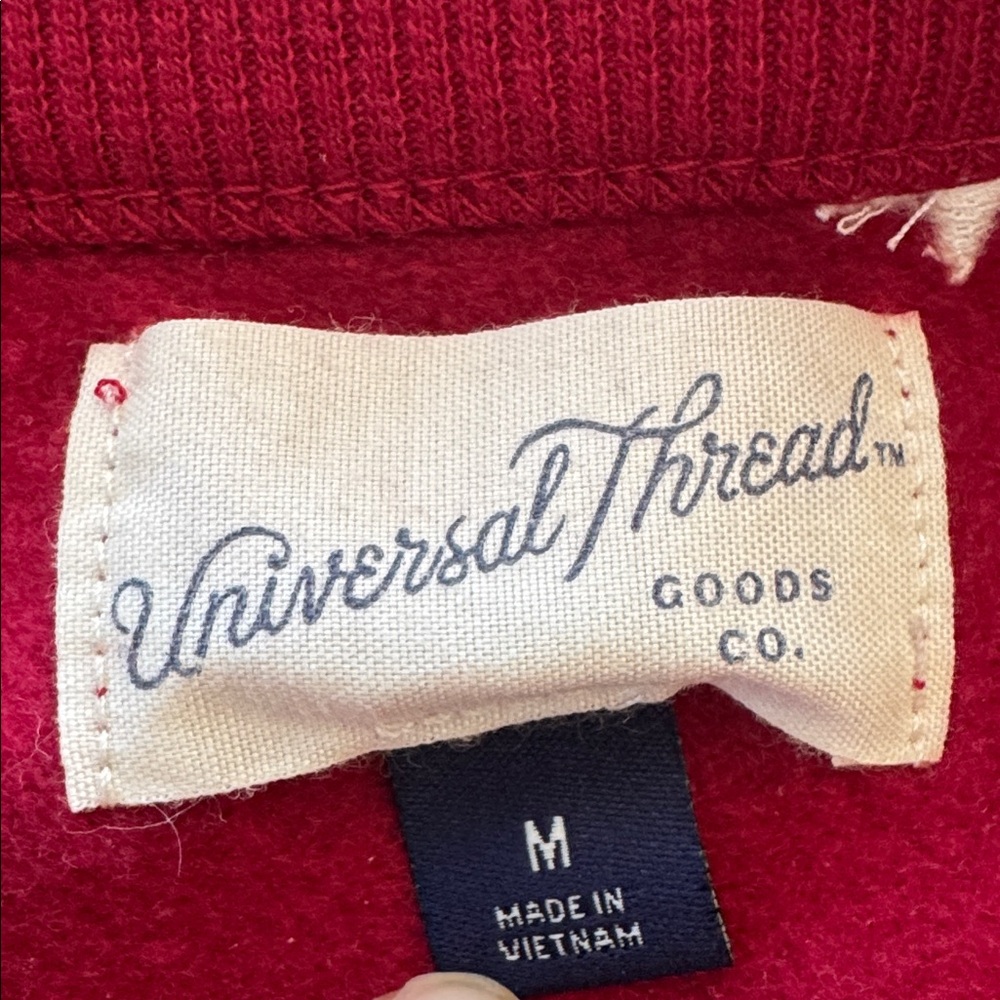 Universal Thread™
GOODS
CO.
M
MADE IN
VIETNAM